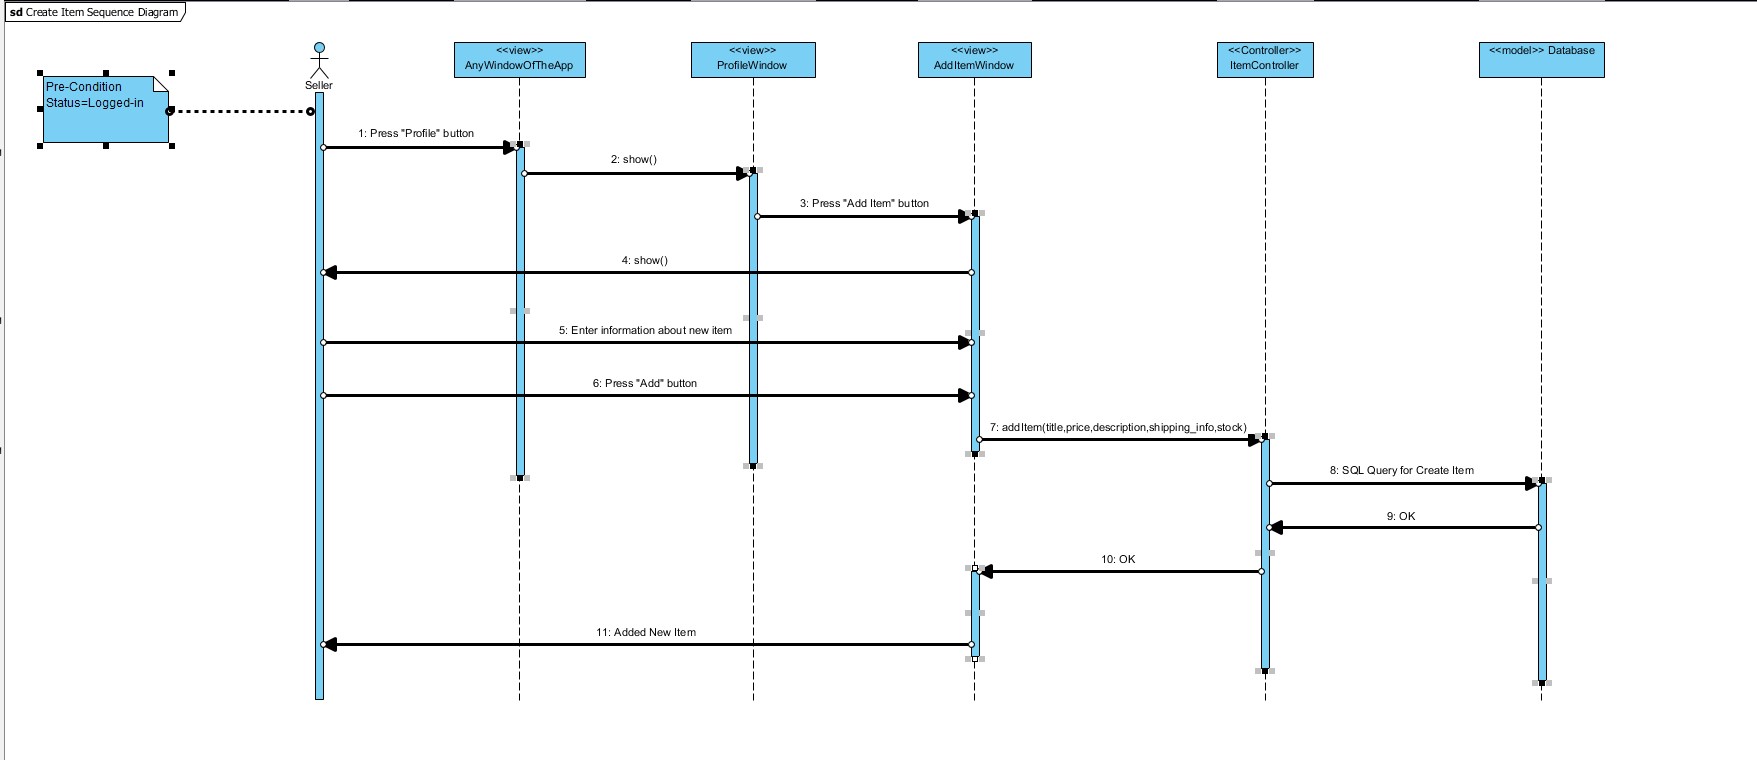 sd Create Item Sequence Diagram
<<view>>
AnyWindowOfTheApp
<<view>>
ProfileWindow
<<view>>
AddItemWindow
<<Controller>>
ItemController
<<model>> Database
Seller
Pre-Condition
Status=Logged-in
1: Press "Profile" button
2: show()
3: Press "Add Item" button
4: show()
5: Enter information about new item
6: Press "Add" button
7: addItem(title,price,description,shipping_info,stock)
8: SQL Query for Create Item
9: OK
10: OK
11: Added New Item